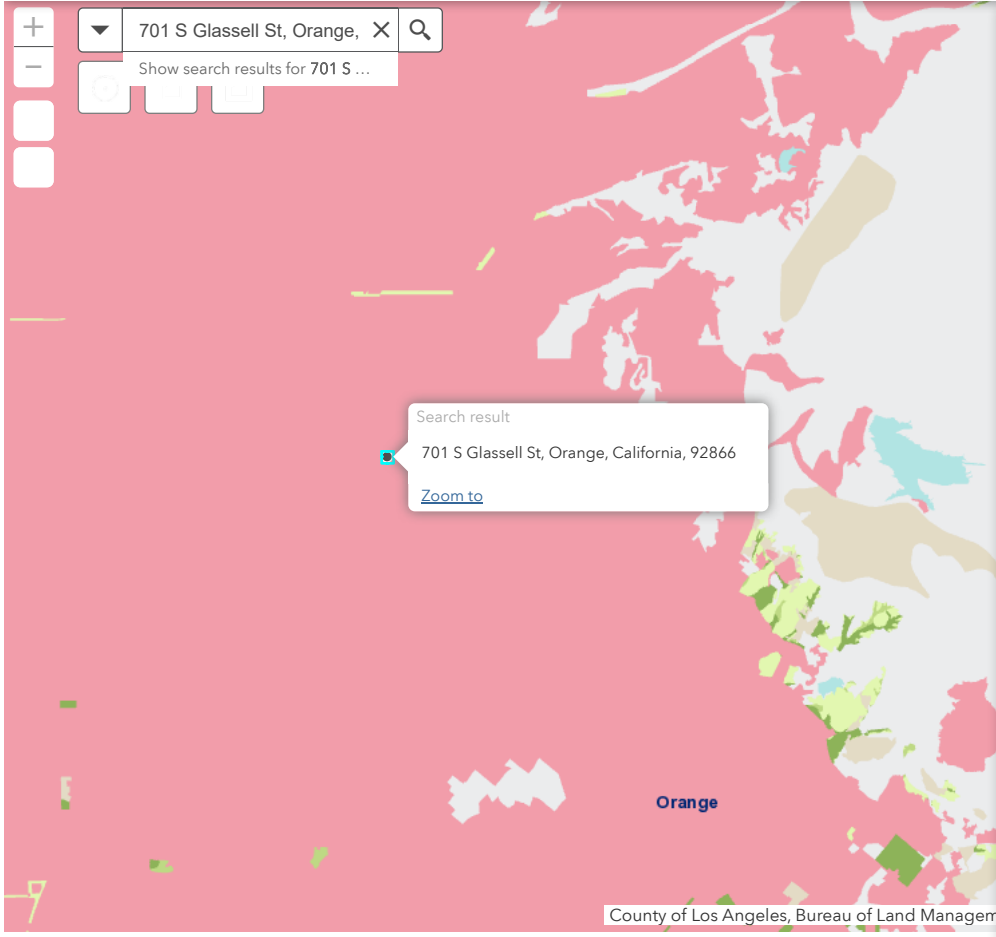 701 S Glassell St, Orange,
Show search results for 701 S ...
Search result
701 S Glassell St, Orange, California, 92866
Zoom to
Orange
County of Los Angeles, Bureau of Land Managem